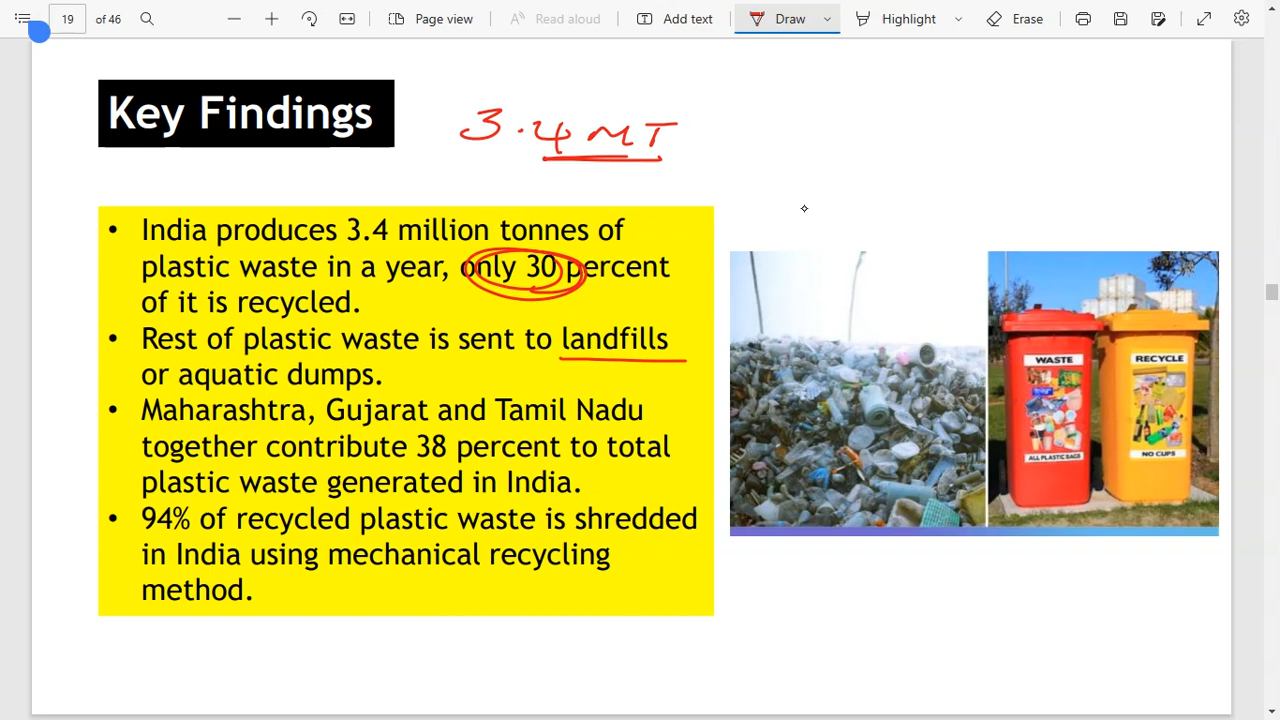 19 of 46 Page view Read aloud Add text Draw Highlight Erase
Key Findings
3.4 MT
• India produces 3.4 million tonnes of
plastic waste in a year, only 30 percent
of it is recycled.
• Rest of plastic waste is sent to landfills
or aquatic dumps.
• Maharashtra, Gujarat and Tamil Nadu
together contribute 38 percent to total
plastic waste generated in India.
• 94% of recycled plastic waste is shredded
in India using mechanical recycling
method.
WASTE
ALL PLASTIC BAGS
RECYCLE
NO CUPS